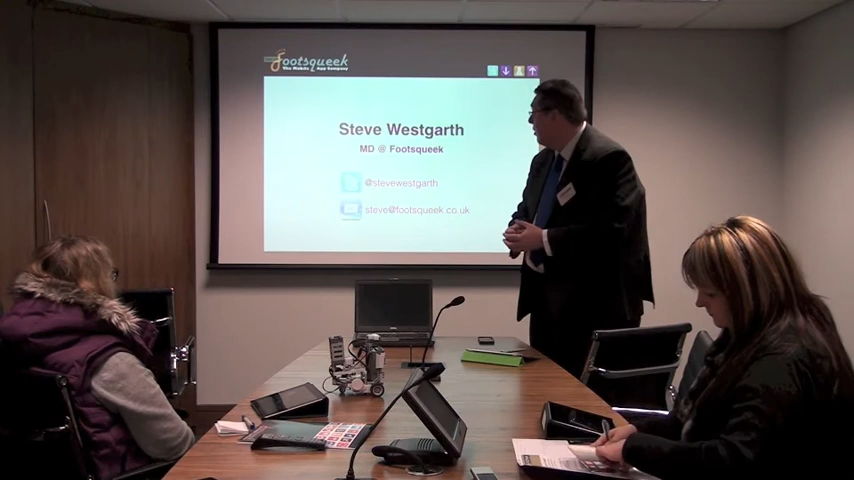 Footsqueek
The Mobile App Company
Steve Westgarth
MD @ Footsqueek
@stevewestgarth
steve@footsqueek.co.uk